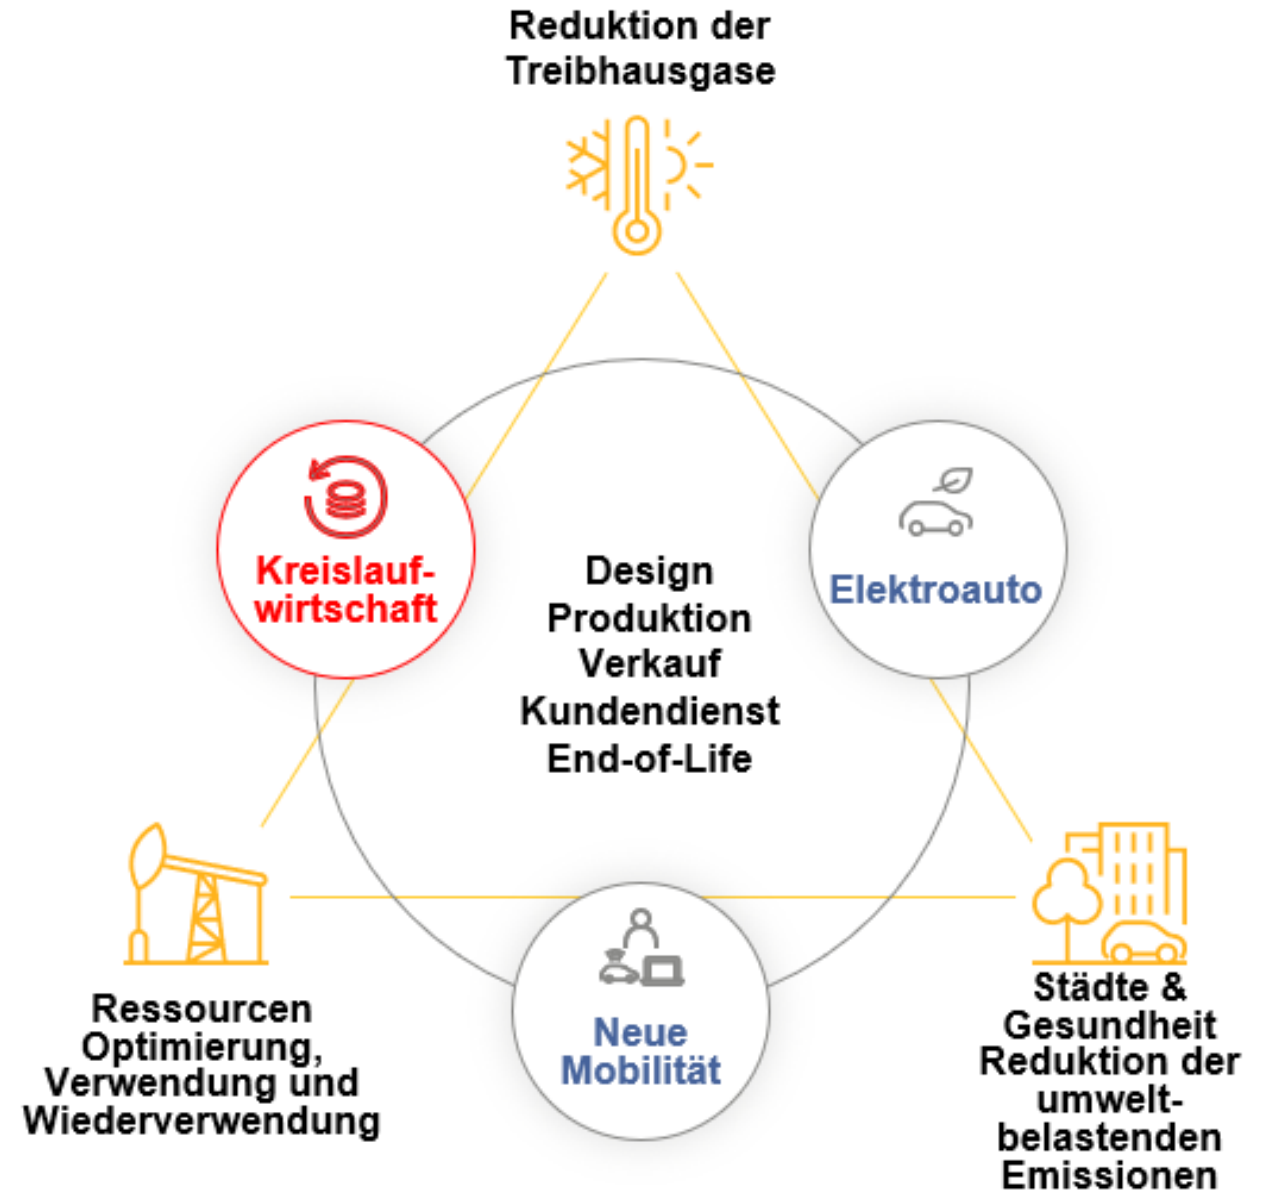 Reduktion der
Treibhausgase
Kreislauf-
wirtschaft
Elektroauto
Design
Produktion
Verkauf
Kundendienst
End-of-Life
Neue
Mobilität
Ressourcen
Optimierung,
Verwendung und
Wiederverwendung
Städte &
Gesundheit
Reduktion der
umwelt-
belastenden
Emissionen